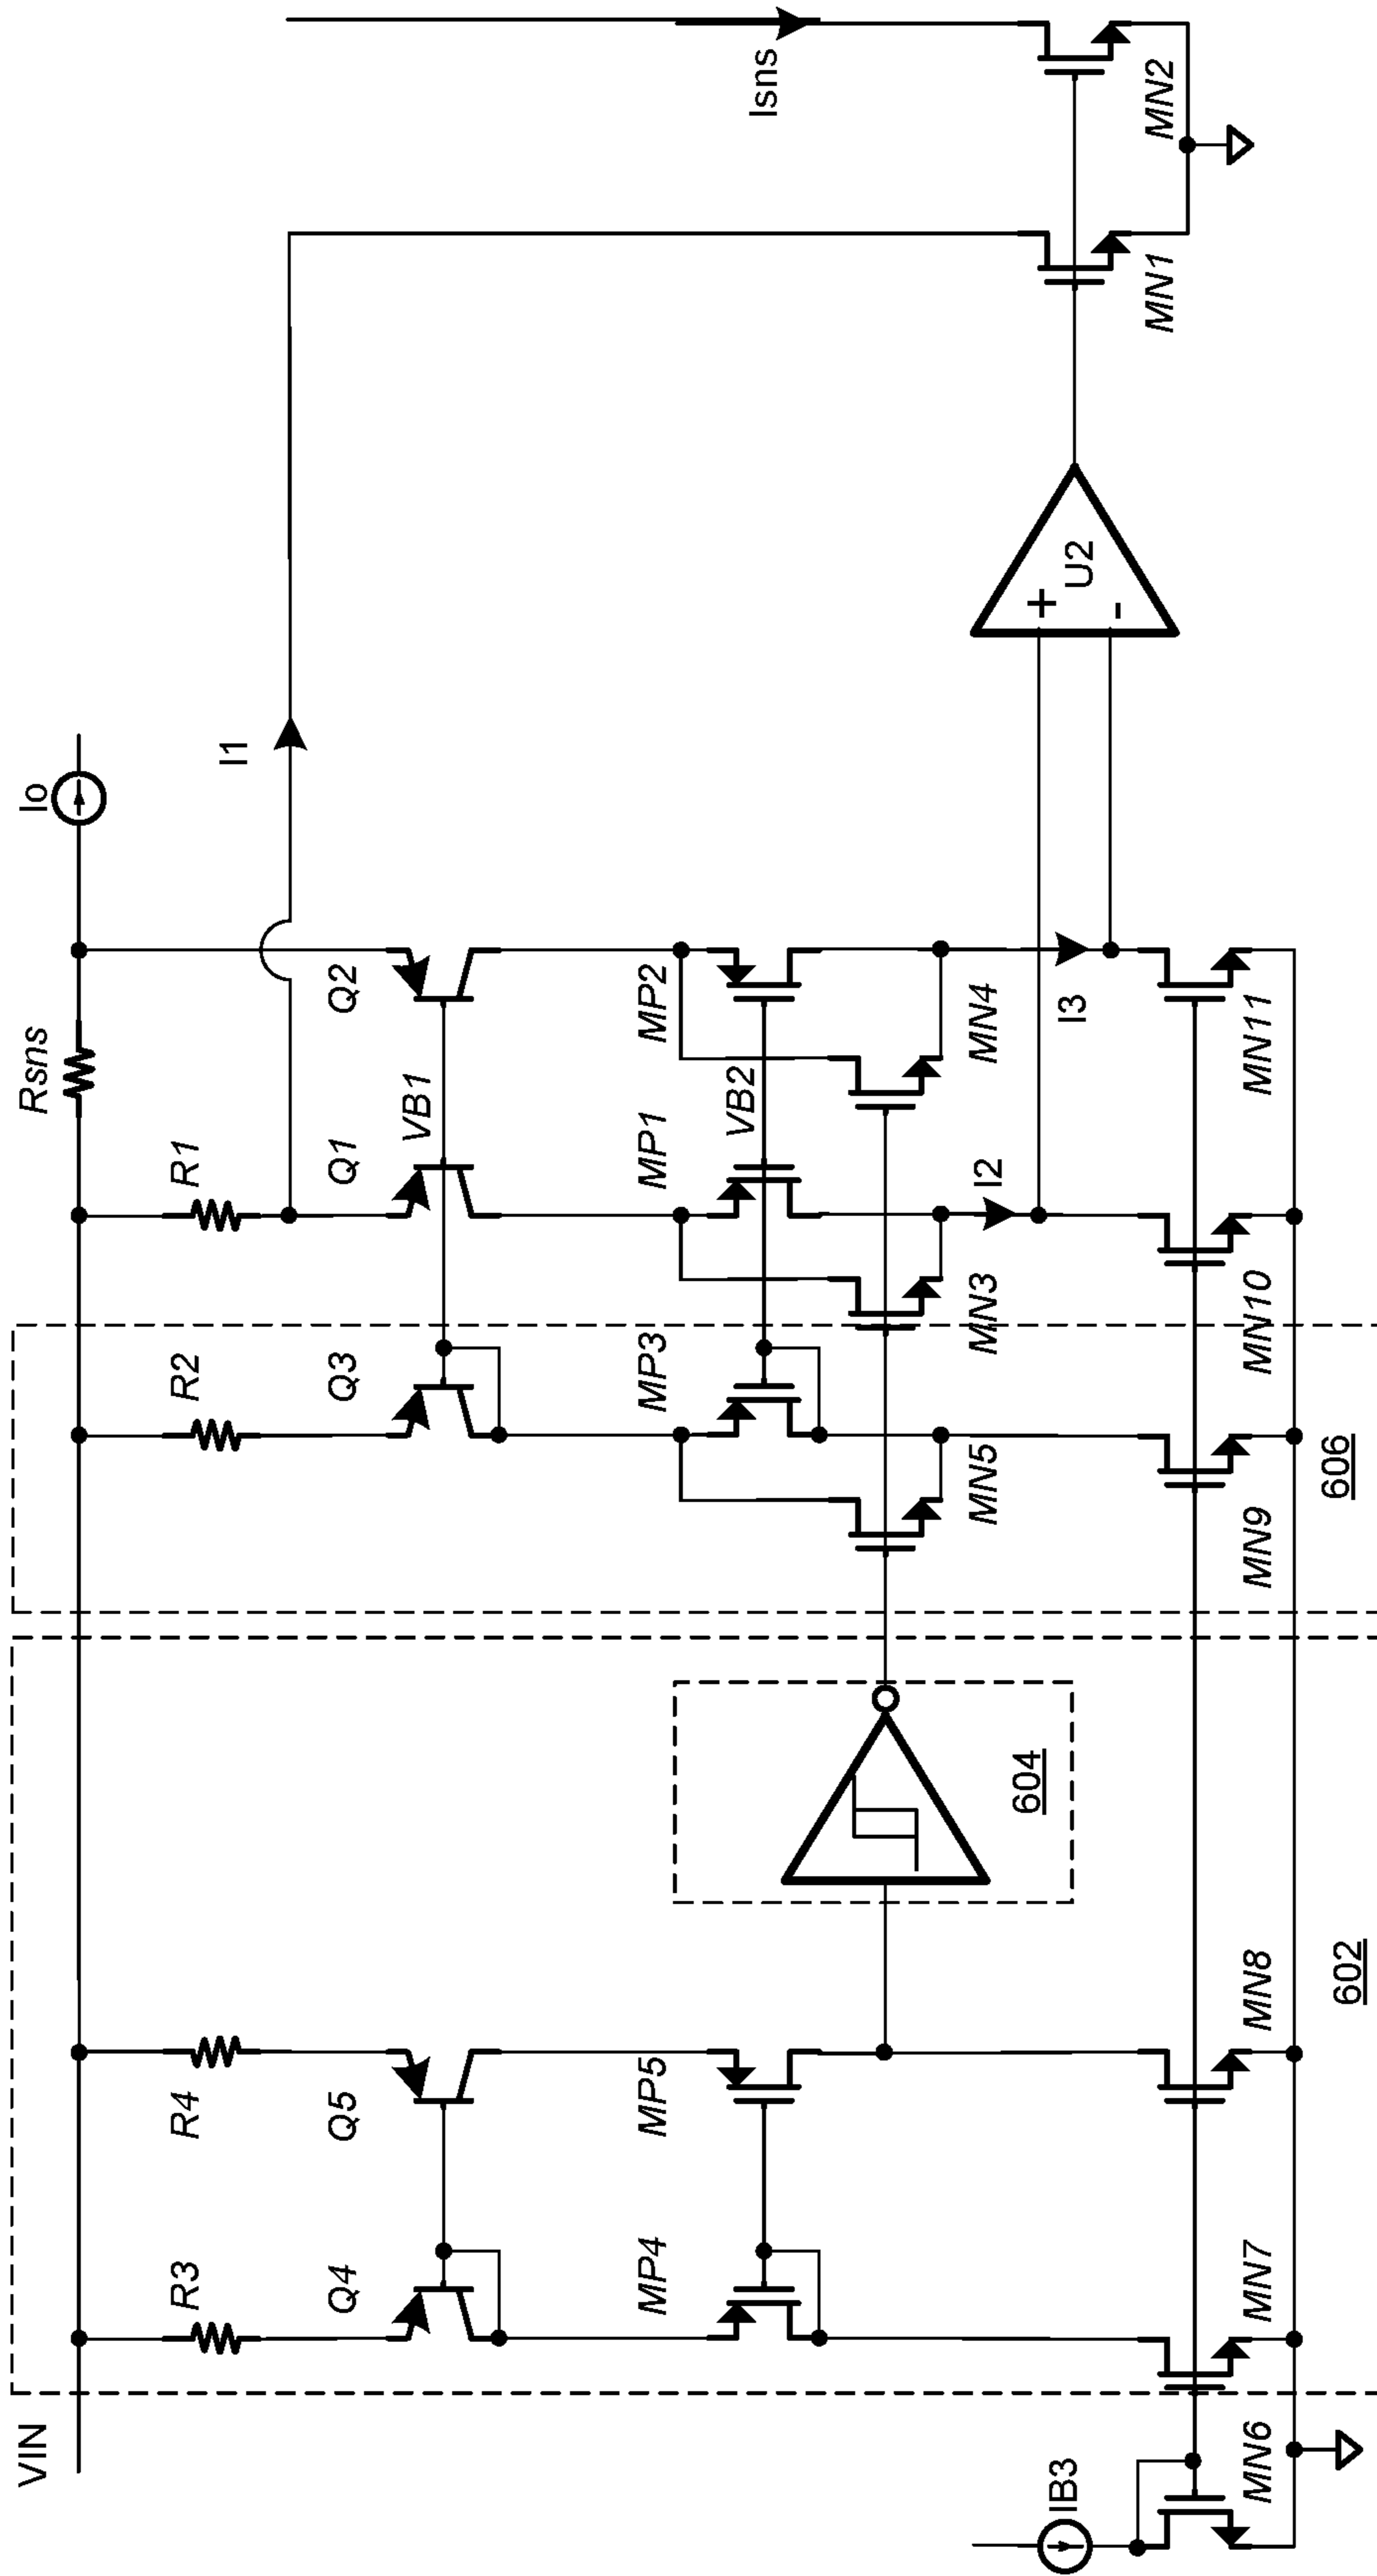 VIN
Rsns
Io
R3
R4
R2
R1
I1
Q4
Q5
Q3
Q1
Q2
VB1
MP4
MP5
MP3
MP1
MP2
VB2
Isns
MN5
MN3
I2
MN4
604
I3
+
-
U2
IB3
MN6
MN7
MN8
MN9
MN10
MN11
MN1
MN2
602
606